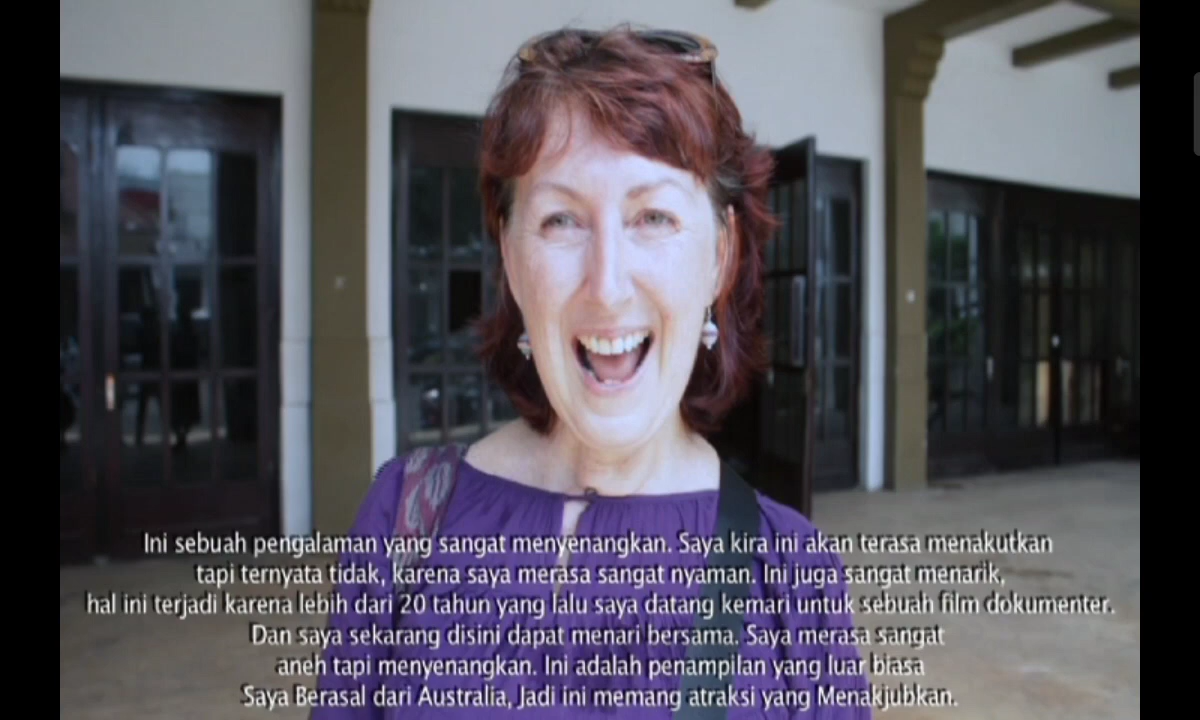 Ini sebuah pengalaman yang sangat menyenangkan. Saya kira ini akan terasa menakutkan
tapi ternyata tidak, karena saya merasa sangat nyaman. Ini juga sangat menarik,
hal ini terjadi karena lebih dari 20 tahun yang lalu saya datang kemari untuk sebuah film dokumenter.
Dan saya sekarang disini dapat menari bersama. Saya merasa sangat
aneh tapi menyenangkan. Ini adalah penampilan yang luar biasa
Saya Berasal dari Australia, Jadi ini memang atraksi yang Menakjubkan.